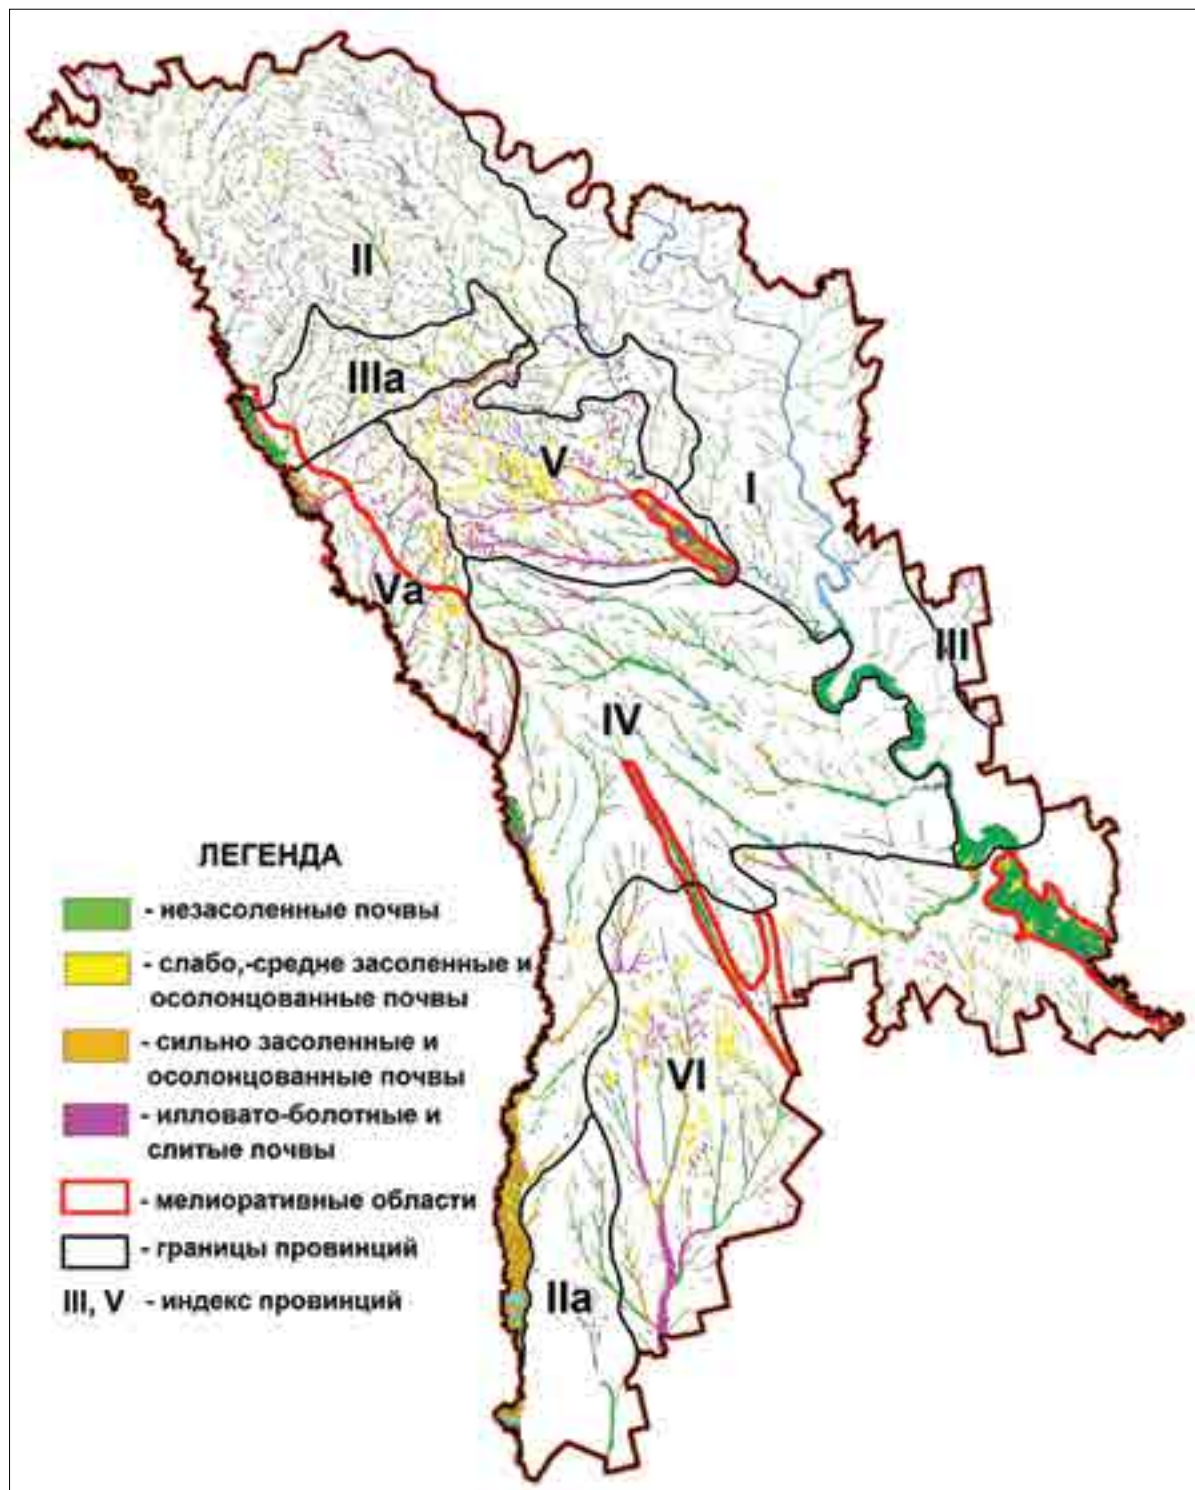 II
IIIa
V
I
Va
III
IV
VI
IIa
ЛЕГЕНДА
- незасоленные почвы
- слабо,-средне засоленные и
осолонцованные почвы
- сильно засоленные и
осолонцованные почвы
- илловато-болотные и
слитые почвы
- мелиоративные области
- границы провинций
III, V - индекс провинций